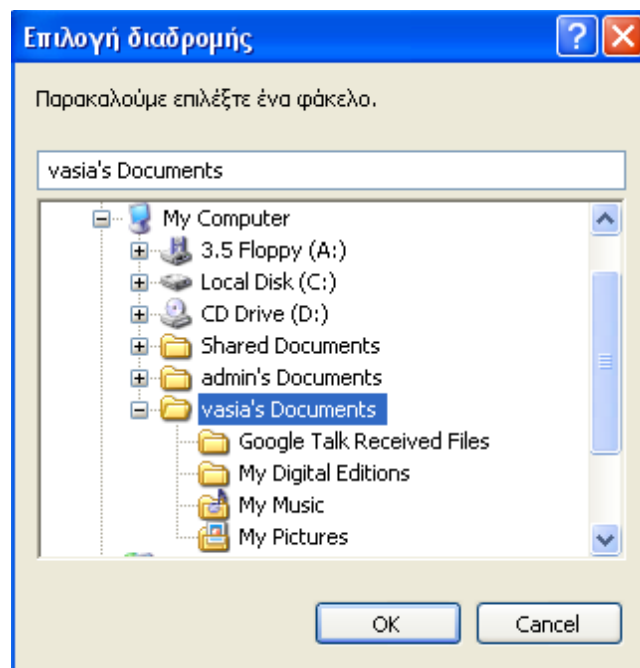 Επιλογή διαδρομής
Παρακαλούμε επιλέξτε ένα φάκελο.
vasia's Documents
My Computer
3.5 Floppy (A:)
Local Disk (C:)
CD Drive (D:)
Shared Documents
admin's Documents
vasia's Documents
Google Talk Received Files
My Digital Editions
My Music
My Pictures
OK Cancel